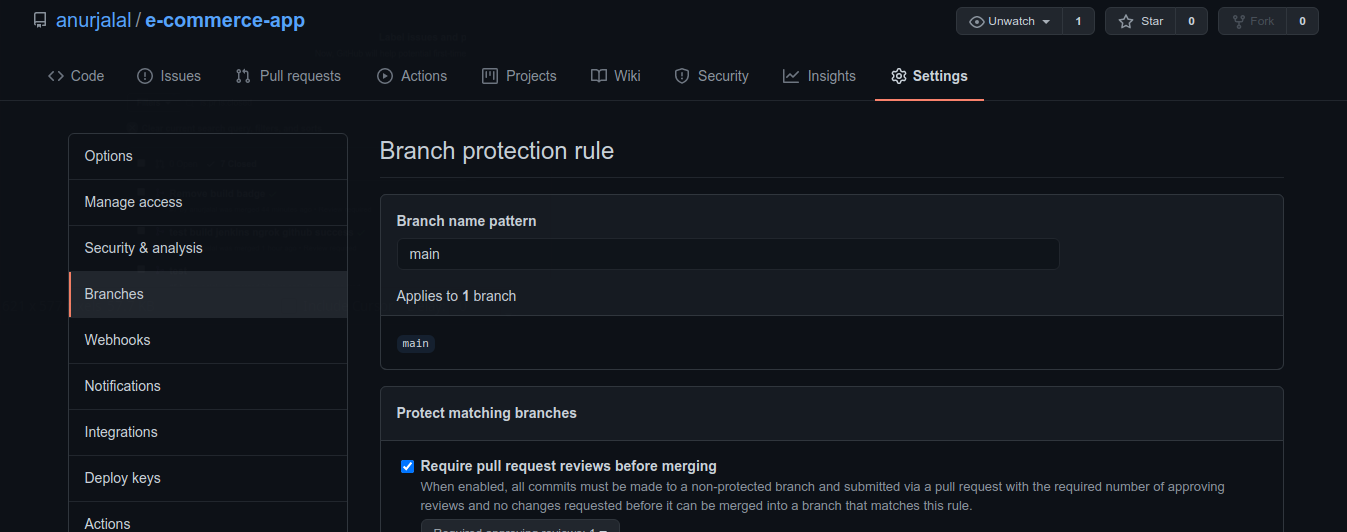 anurjalal / e-commerce-app
Unwatch 1 Star 0 Fork 0
Code Issues Pull requests Actions Projects Wiki Security Insights Settings
Options
Manage access
Security & analysis
Branches
Webhooks
Notifications
Integrations
Deploy keys
Actions
Branch protection rule
Branch name pattern
main
Applies to 1 branch
main
Protect matching branches
Require pull request reviews before merging
When enabled, all commits must be made to a non-protected branch and submitted via a pull request with the required number of approving
reviews and no changes requested before it can be merged into a branch that matches this rule.
Required approving reviews: 1